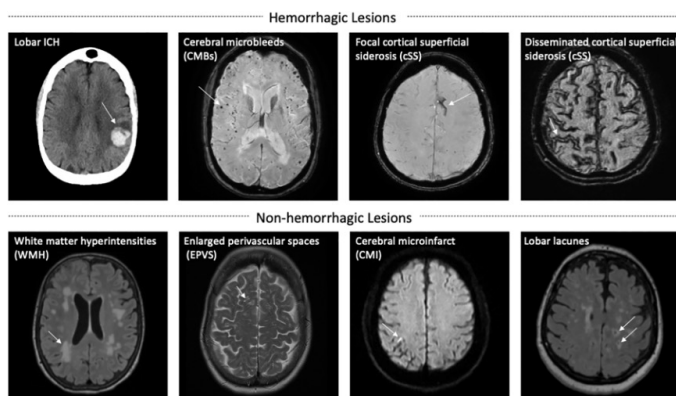 Hemorrhagic Lesions
Lobar ICH
Cerebral microbleeds
(CMBs)
Focal cortical superficial
siderosis (cSS)
Disseminated cortical superficial
siderosis (cSS)
Non-hemorrhagic Lesions
White matter hyperintensities
(WMH)
Enlarged perivascular spaces
(EPVS)
Cerebral microinfarct
(CMI)
Lobar lacunes